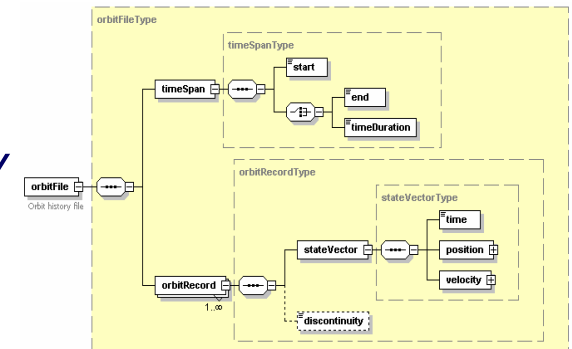 orbitFileType
timeSpanType
start
timeSpan
end
timeDuration
orbitRecordType
stateVectorType
orbitFile
Orbit history file
time
stateVector
position
velocity
orbitRecord
1..∞
discontinuity